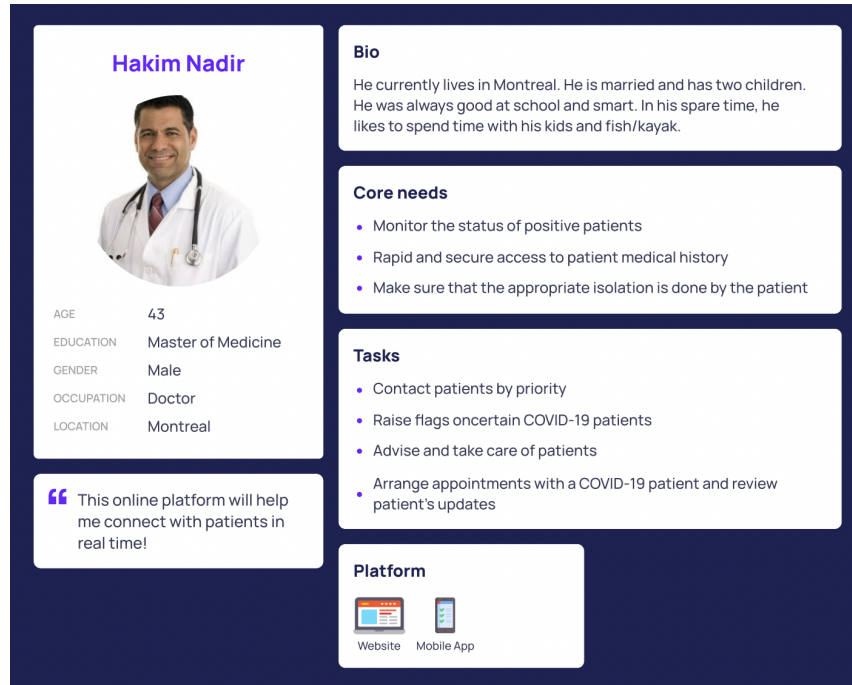 Hakim Nadir
AGE 43
EDUCATION Master of Medicine
GENDER Male
OCCUPATION Doctor
LOCATION Montreal
“ This online platform will help
me connect with patients in
real time!
Bio
He currently lives in Montreal. He is married and has two children.
He was always good at school and smart. In his spare time, he
likes to spend time with his kids and fish/kayak.
Core needs
• Monitor the status of positive patients
• Rapid and secure access to patient medical history
• Make sure that the appropriate isolation is done by the patient
Tasks
• Contact patients by priority
• Raise flags oncertain COVID-19 patients
• Advise and take care of patients
• Arrange appointments with a COVID-19 patient and review
patient's updates
Platform
Website Mobile App